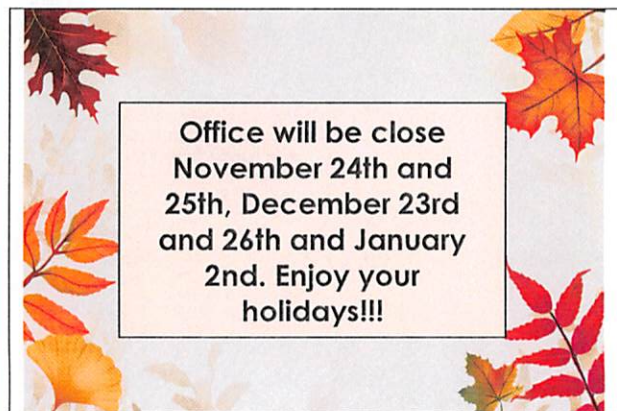 Office will be close
November 24th and
25th, December 23rd
and 26th and January
2nd. Enjoy your
holidays!!!